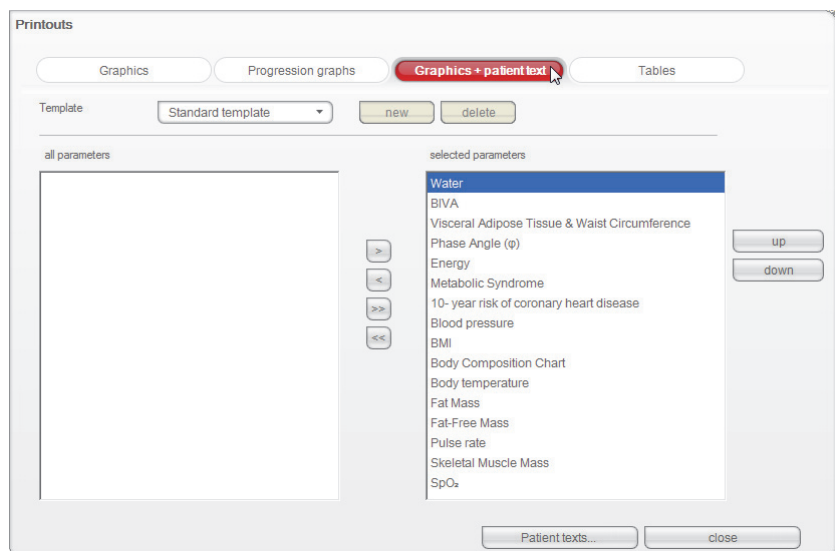 Printouts
Graphics Progression graphs Graphics + patient text Tables
Template Standard template new delete
all parameters selected parameters
Water
BIVA
Visceral Adipose Tissue & Waist Circumference
Phase Angle (φ)
Energy
Metabolic Syndrome
10- year risk of coronary heart disease
Blood pressure
BMI
Body Composition Chart
Body temperature
Fat Mass
Fat-Free Mass
Pulse rate
Skeletal Muscle Mass
SpO₂
>
<
>>
<<
up
down
Patient texts... close